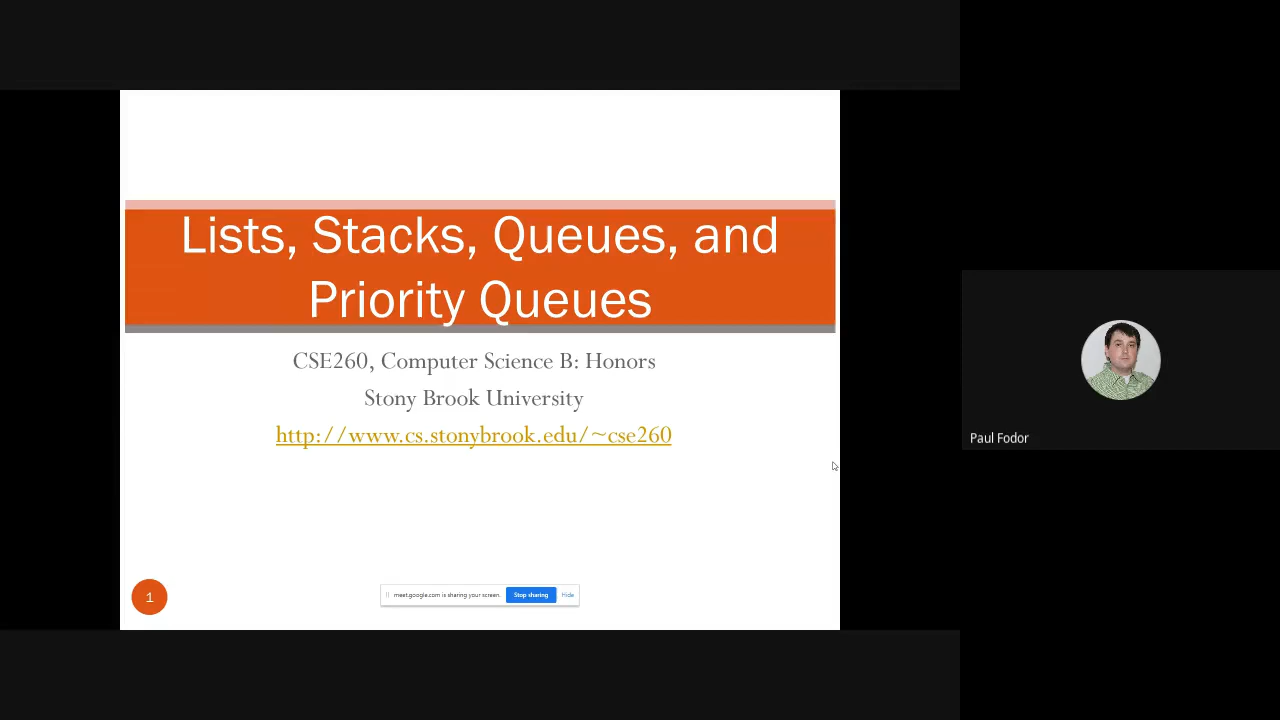 Lists, Stacks, Queues, and
Priority Queues
CSE260, Computer Science B: Honors
Stony Brook University
http://www.cs.stonybrook.edu/~cse260
Paul Fodor
1
meet.google.com is sharing your screen. Stop sharing Hide